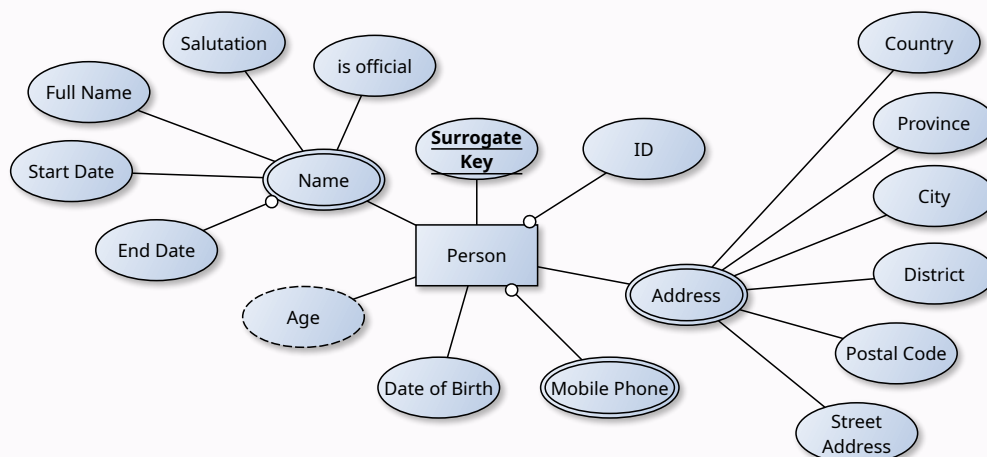 Salutation
is official
Full Name
Start Date
Name
End Date
Surrogate
Key
ID
Person
Age
Date of Birth
Mobile Phone
Address
Country
Province
City
District
Postal Code
Street
Address